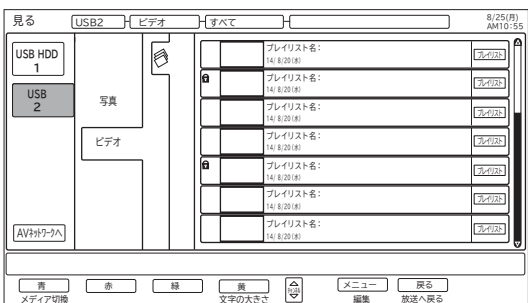 見る
USB2
ビデオ
すべて
8/25(月)
AM10:55
USB HDD
1
USB
2
AVネットワークへ
写真
ビデオ
プレイリスト名:
14/ 8/20(水)
プレイリスト
プレイリスト名:
14/ 8/20(水)
プレイリスト
プレイリスト名:
14/ 8/20(水)
プレイリスト
プレイリスト名:
14/ 8/20(水)
プレイリスト
プレイリスト名:
14/ 8/20(水)
プレイリスト
プレイリスト名:
14/ 8/20(水)
プレイリスト
プレイリスト名:
14/ 8/20(水)
プレイリスト
青
メディア切換
赤
緑
黄
文字の大きさ
チャンネル
メニュー
編集
戻る
放送へ戻る